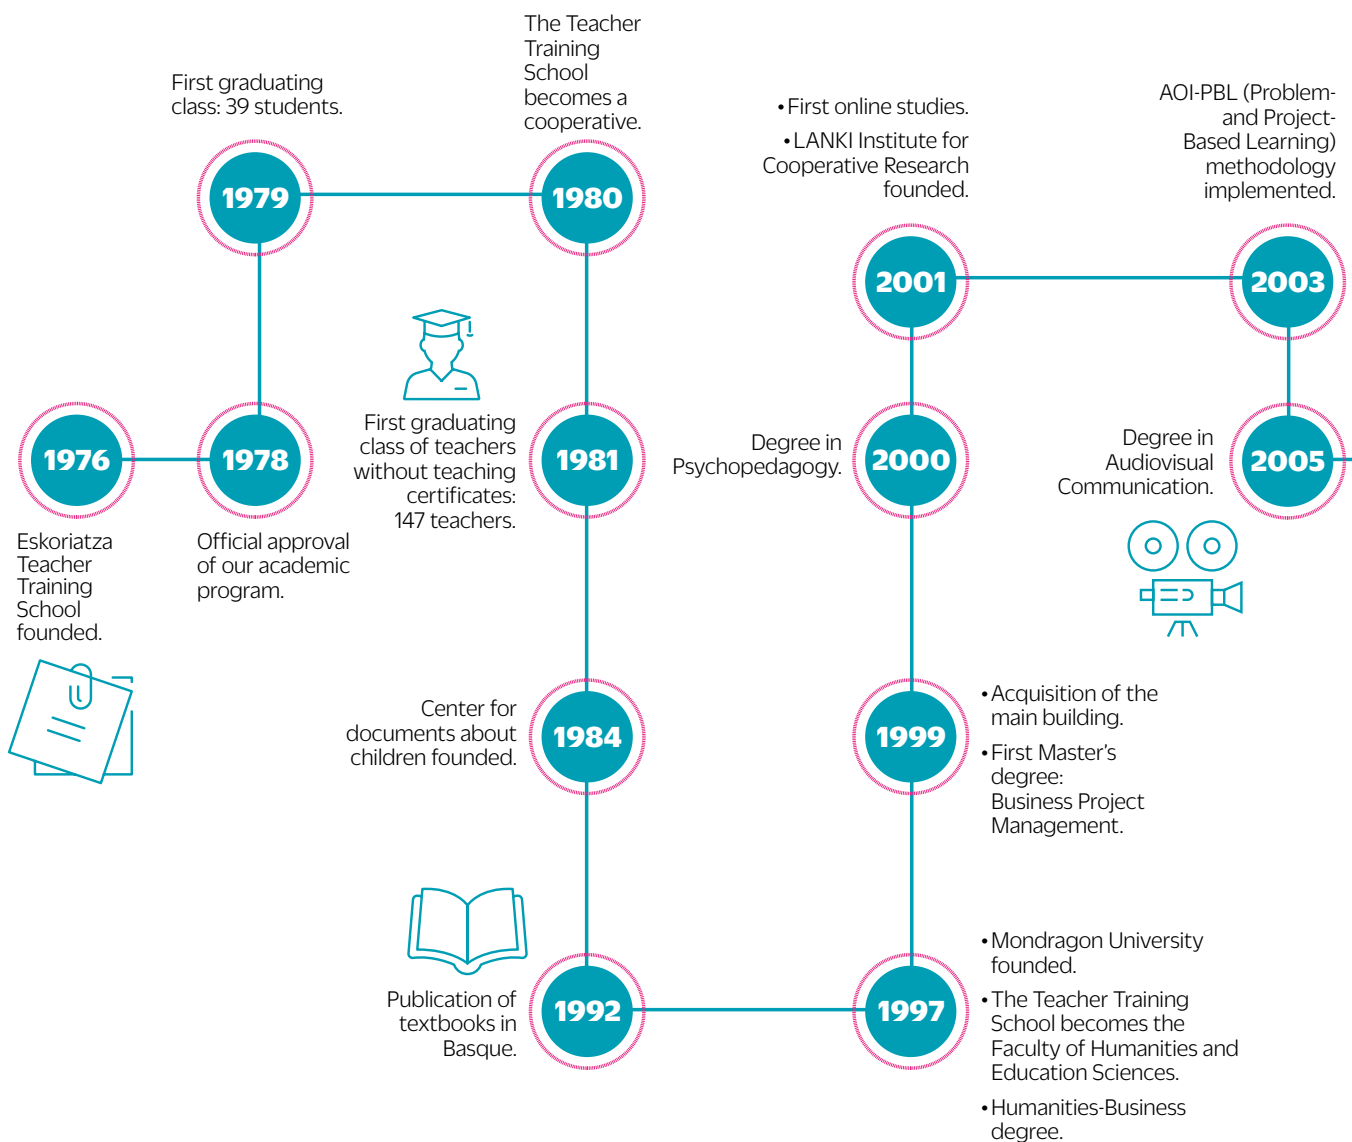 1976
Eskoriatza
Teacher
Training
School
founded.
1978
Official approval
of our academic
program.
First graduating
class: 39 students.
1979
The Teacher
Training
School
becomes a
cooperative.
1980
First graduating
class of teachers
without teaching
certificates:
147 teachers.
1981
Center for
documents about
children founded.
1984
Publication of
textbooks in
Basque.
1992
1997
• Mondragon University
founded.
• The Teacher Training
School becomes the
Faculty of Humanities and
Education Sciences.
• Humanities-Business
degree.
1999
• Acquisition of the
main building.
• First Master's
degree:
Business Project
Management.
Degree in
Psychopedagogy.
2000
• First online studies.
• LANKI Institute for
Cooperative Research
founded.
2001
AOI-PBL (Problem-
and Project-
Based Learning)
methodology
implemented.
2003
Degree in
Audiovisual
Communication.
2005